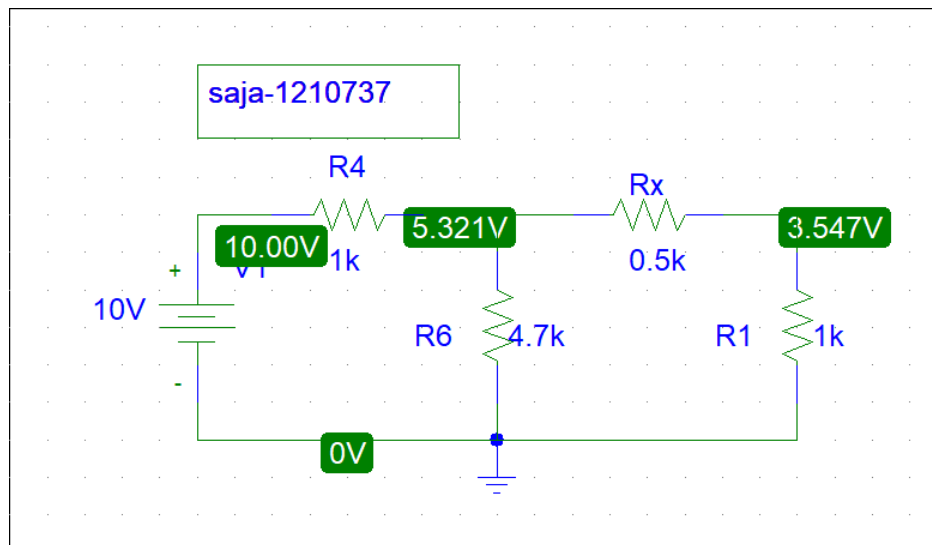 saja-1210737
R4
Rx
5.321V
3.547V
10.00V
1k
0.5k
V1
+
10V
R6
4.7k
R1
1k
-
0V